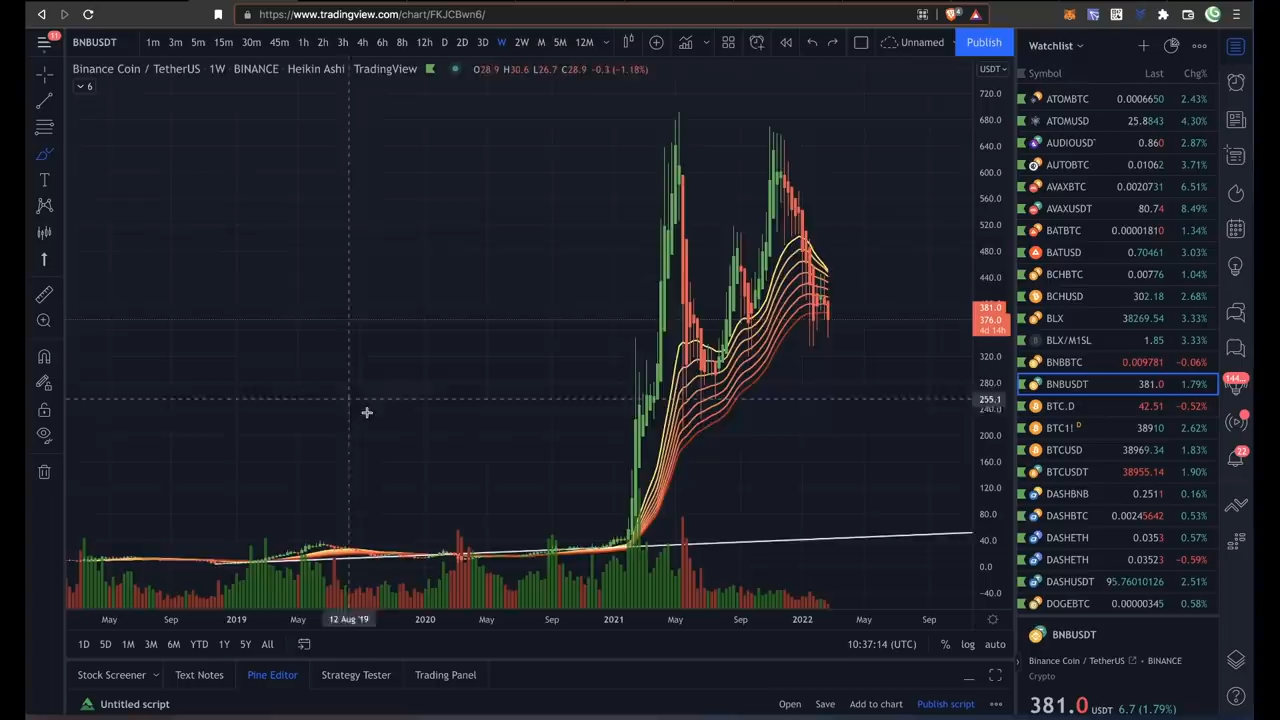 https://www.tradingview.com/chart/FKJCBwn6/
4
11
BNBUSDT 1m 3m 5m 15m 30m 45m 1h 2h 3h 4h 6h 8h 12h D 2D 3D W 2W M 5M 12M Unnamed Publish
Watchlist
Binance Coin / TetherUS · 1W · BINANCE · Heikin Ashi · TradingView O28.9 H30.6 L26.7 C28.9 -0.3 (-1.18%) USDT
6
Symbol Last Chg%
ATOMBTC 0.0006650 2.43%
ATOMUSD 25.8843 4.30%
AUDIOUSDT 0.860 2.87%
AUTOBTC 0.01062 3.71%
AVAXBTC 0.0020731 6.51%
AVAXUSDT 80.74 8.49%
BATBTC 0.00001810 1.34%
BATUSD 0.70461 3.03%
BCHBTC 0.00776 1.04%
BCHUSD 302.18 2.68%
BLX 38269.54 3.33%
BLX/M1SL 1.85 3.33%
BNBBTC 0.009781 -0.06%
BNBUSDT 381.0 1.79%
BTC.D 42.51 -0.52%
BTC1! D 38910 2.62%
BTCUSD 38969.34 1.83%
BTCUSDT 38955.14 1.90%
DASHBNB 0.2511 0.16%
DASHBTC 0.00245642 0.53%
DASHETH 0.0353 0.57%
DASHETH 0.03523 -0.59%
DASHUSDT 95.76010126 2.51%
DOGEBTC 0.00000345 0.58%
720.0
680.0
640.0
600.0
560.0
520.0
480.0
440.0
381.0
376.0
4d 14h
320.0
280.0
255.1
240.0
200.0
160.0
120.0
80.0
40.0
0.0
-40.0
144...
22
May Sep 2019 May 12 Aug '19 2020 May Sep 2021 May Sep 2022 May Sep
1D 5D 1M 3M 6M YTD 1Y 5Y All 10:37:14 (UTC) % log auto
Stock Screener Text Notes Pine Editor Strategy Tester Trading Panel
Untitled script Open Save Add to chart Publish script
BNBUSDT
Binance Coin / TetherUS · BINANCE
Crypto
381.0 USDT 6.7 (1.79%)